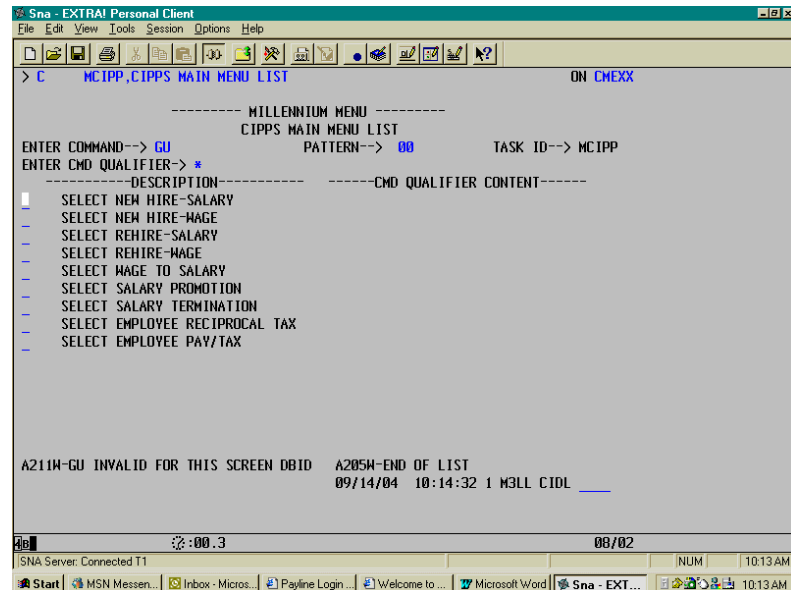 Sna - EXTRA! Personal Client
File Edit View Tools Session Options Help
> C MCIPP,CIPPS MAIN MENU LIST ON CMEXX
--------- MILLENNIUM MENU ---------
CIPPS MAIN MENU LIST
ENTER COMMAND--> GU PATTERN--> 00 TASK ID--> MCIPP
ENTER CMD QUALIFIER-> *
-----------DESCRIPTION----------- ------CMD QUALIFIER CONTENT------
_ SELECT NEW HIRE-SALARY
_ SELECT NEW HIRE-WAGE
_ SELECT REHIRE-SALARY
_ SELECT REHIRE-WAGE
_ SELECT WAGE TO SALARY
_ SELECT SALARY PROMOTION
_ SELECT SALARY TERMINATION
_ SELECT EMPLOYEE RECIPROCAL TAX
_ SELECT EMPLOYEE PAY/TAX
A211W-GU INVALID FOR THIS SCREEN DBID A205W-END OF LIST
09/14/04 10:14:32 1 M3LL CIDL ____
4B :00.3 08/02
SNA Server: Connected T1 NUM 10:13 AM
Start MSN Messen... Inbox - Micros... Payline Login ... Welcome to ... Microsoft Word Sna - EXT... 10:13 AM